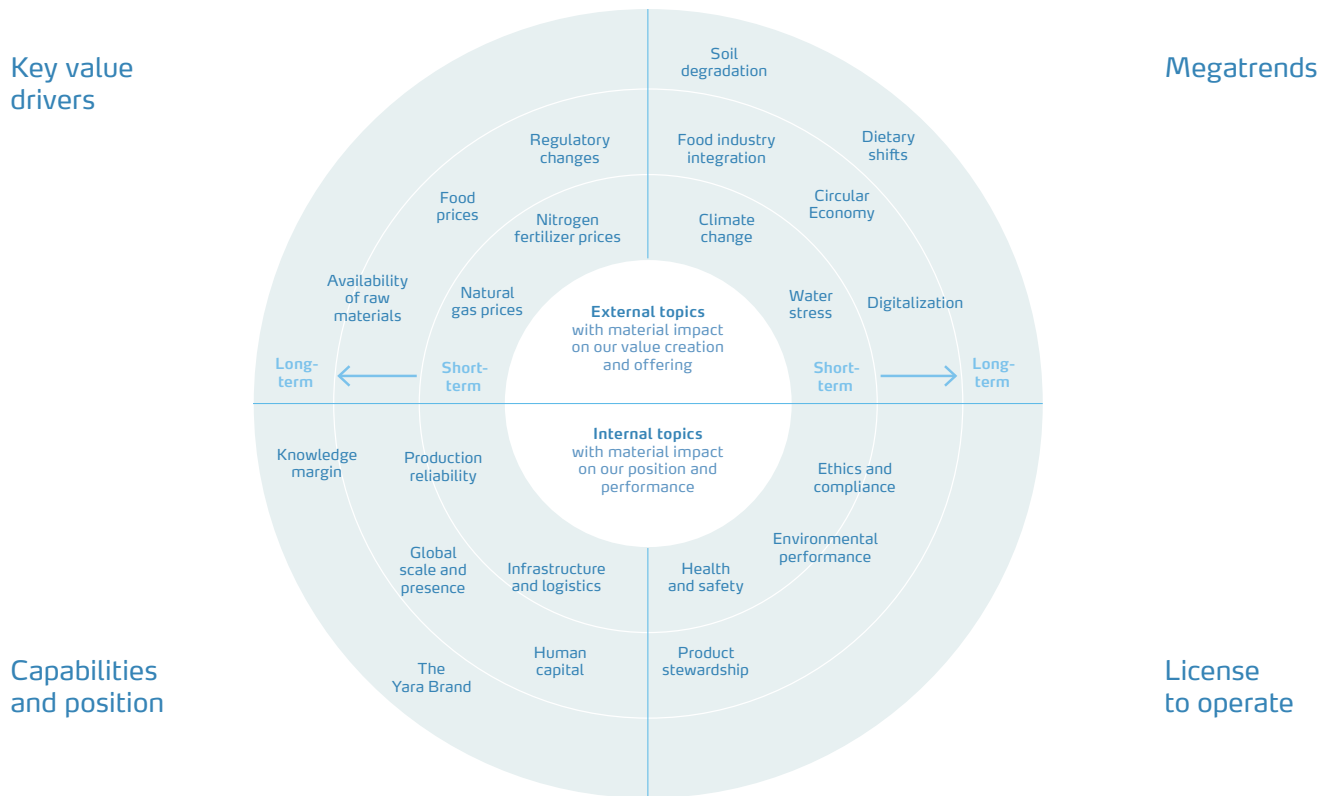 Key value
drivers
Megatrends
Soil
degradation
Regulatory
changes
Food industry
integration
Dietary
shifts
Food
prices
Circular
Economy
Nitrogen
fertilizer prices
Climate
change
Availability
of raw
materials
Natural
gas prices
Water
stress
Digitalization
External topics
with material impact
on our value creation
and offering
Long-
term
Short-
term
Short-
term
Long-
term
Internal topics
with material impact
on our position and
performance
Knowledge
margin
Production
reliability
Ethics and
compliance
Environmental
performance
Global
scale and
presence
Infrastructure
and logistics
Health
and safety
Human
capital
Product
stewardship
The
Yara Brand
Capabilities
and position
License
to operate